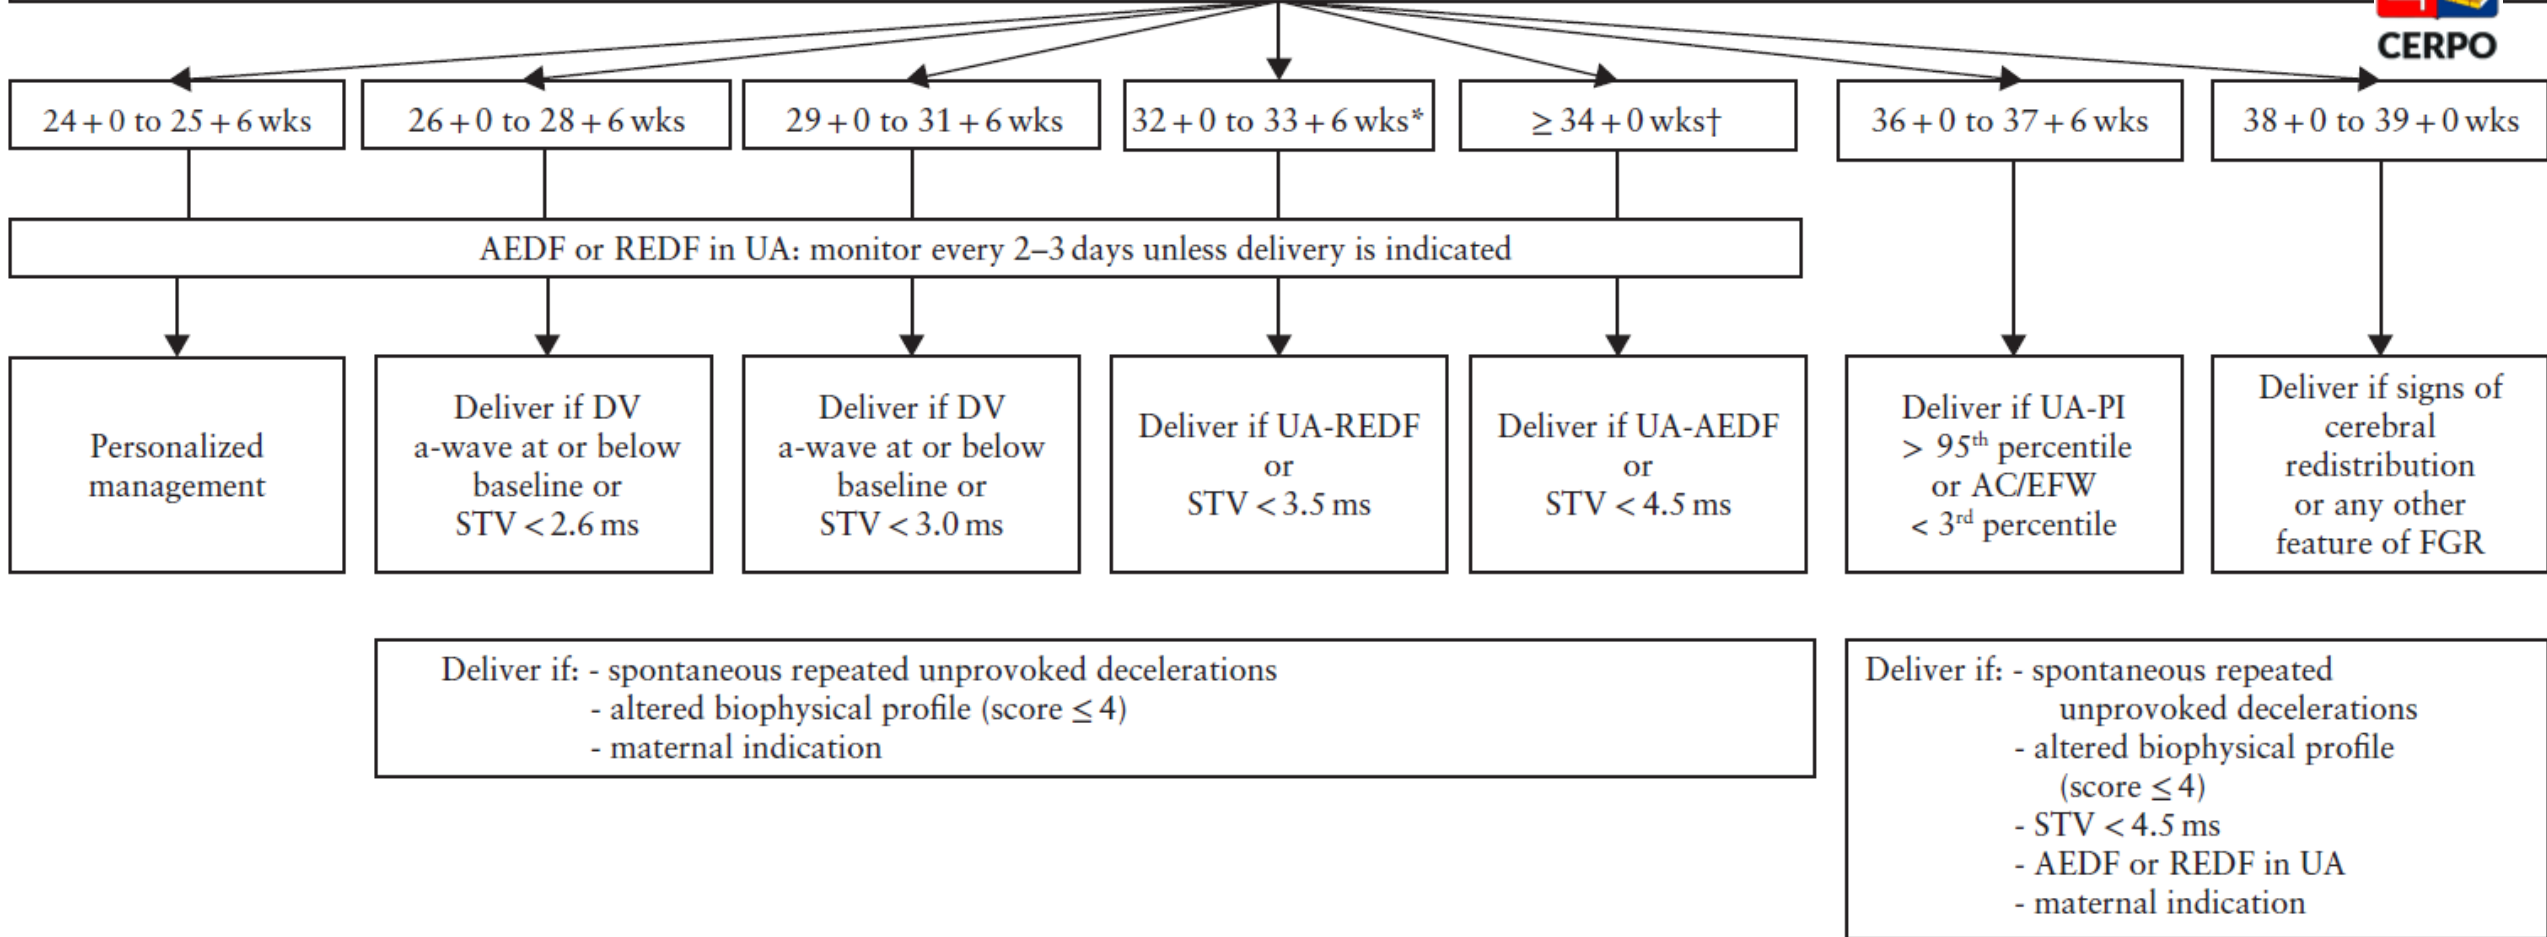 CERPO
24+0 to 25+6 wks
26+0 to 28+6 wks
29+0 to 31+6 wks
32+0 to 33+6 wks*
≥ 34+0 wks†
36+0 to 37+6 wks
38+0 to 39+0 wks
AEDF or REDF in UA: monitor every 2–3 days unless delivery is indicated
Personalized
management
Deliver if DV
a-wave at or below
baseline or
STV < 2.6 ms
Deliver if DV
a-wave at or below
baseline or
STV < 3.0 ms
Deliver if UA-REDF
or
STV < 3.5 ms
Deliver if UA-AEDF
or
STV < 4.5 ms
Deliver if UA-PI
> 95th percentile
or AC/EFW
< 3rd percentile
Deliver if signs of
cerebral
redistribution
or any other
feature of FGR
Deliver if: - spontaneous repeated unprovoked decelerations
- altered biophysical profile (score ≤ 4)
- maternal indication
Deliver if: - spontaneous repeated
unprovoked decelerations
- altered biophysical profile
(score ≤ 4)
- STV < 4.5 ms
- AEDF or REDF in UA
- maternal indication